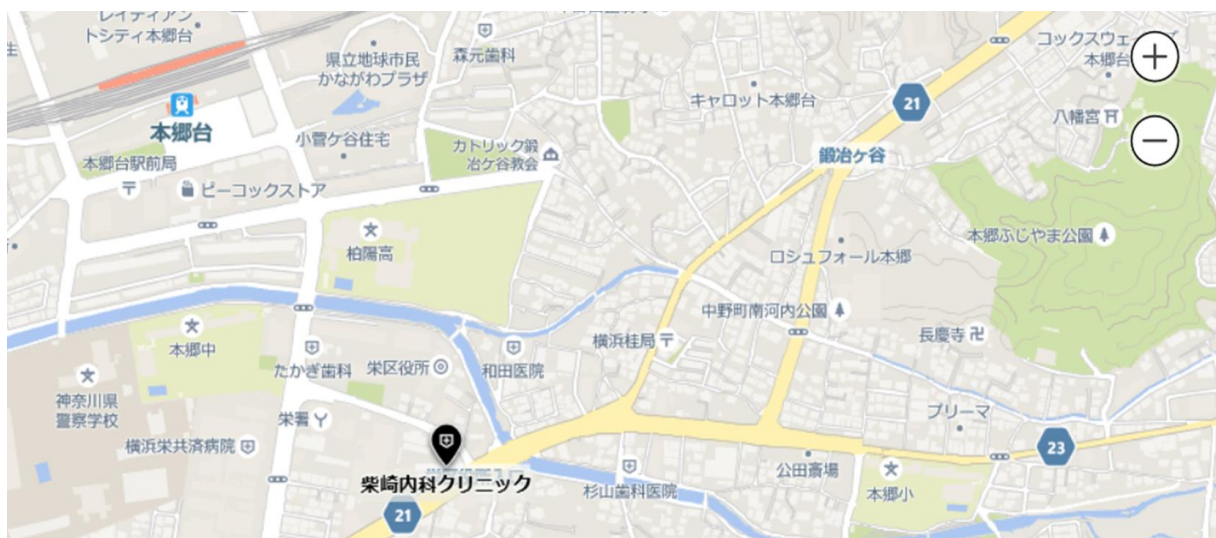 レイディアン
トシティ本郷台
県立地球市民
かながわプラザ
森元歯科
コックスウェ
本郷台
キャロット本郷台
21
八幡宮
本郷台
小菅ケ谷住宅
カトリック鍛
冶ケ谷教会
鍛冶ヶ谷
本郷台駅前局
ピーコックストア
柏陽高
本郷ふじやま公園
ロシュフォール本郷
中野町南河内公園
長慶寺
横浜桂局
本郷中
たかぎ歯科
栄区役所
和田医院
神奈川県
警察学校
栄署
プリーマ
横浜栄共済病院
23
柴崎内科クリニック
杉山歯科医院
公田斎場
本郷小
21